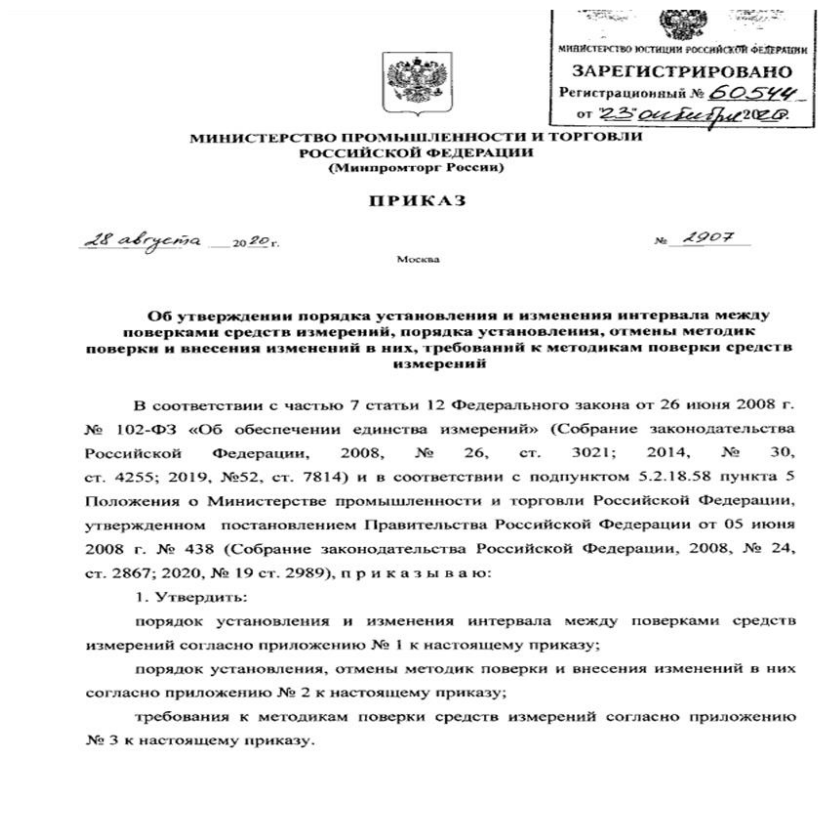 МИНИСТЕРСТВО ЮСТИЦИИ РОССИЙСКОЙ ФЕДЕРАЦИИ
ЗАРЕГИСТРИРОВАНО
Регистрационный № 60544
от "23" октября 2020г.
МИНИСТЕРСТВО ПРОМЫШЛЕННОСТИ И ТОРГОВЛИ
РОССИЙСКОЙ ФЕДЕРАЦИИ
(Минпромторг России)
ПРИКАЗ
28 августа 2020 г. № 2907
Москва
Об утверждении порядка установления и изменения интервала между
поверками средств измерений, порядка установления, отмены методик
поверки и внесения изменений в них, требований к методикам поверки средств
измерений
В соответствии с частью 7 статьи 12 Федерального закона от 26 июня 2008 г.
№ 102-ФЗ «Об обеспечении единства измерений» (Собрание законодательства
Российской Федерации, 2008, № 26, ст. 3021; 2014, № 30,
ст. 4255; 2019, №52, ст. 7814) и в соответствии с подпунктом 5.2.18.58 пункта 5
Положения о Министерстве промышленности и торговли Российской Федерации,
утвержденном постановлением Правительства Российской Федерации от 05 июня
2008 г. № 438 (Собрание законодательства Российской Федерации, 2008, № 24,
ст. 2867; 2020, № 19 ст. 2989), п р и к а з ы в а ю:
1. Утвердить:
порядок установления и изменения интервала между поверками средств
измерений согласно приложению № 1 к настоящему приказу;
порядок установления, отмены методик поверки и внесения изменений в них
согласно приложению № 2 к настоящему приказу;
требования к методикам поверки средств измерений согласно приложению
№ 3 к настоящему приказу.